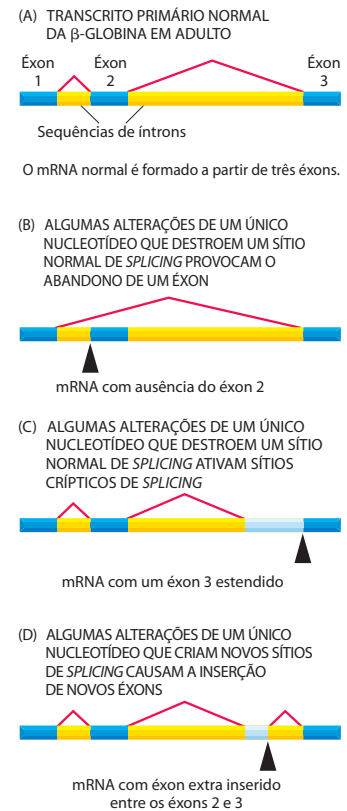 (A) TRANSCRITO PRIMÁRIO NORMAL
DA β-GLOBINA EM ADULTO
Éxon
1
Éxon
2
Éxon
3
Sequências de íntrons
O mRNA normal é formado a partir de três éxons.
(B) ALGUMAS ALTERAÇÕES DE UM ÚNICO
NUCLEOTÍDEO QUE DESTROEM UM SÍTIO
NORMAL DE SPLICING PROVOCAM O
ABANDONO DE UM ÉXON
mRNA com ausência do éxon 2
(C) ALGUMAS ALTERAÇÕES DE UM ÚNICO
NUCLEOTÍDEO QUE DESTROEM UM SÍTIO
NORMAL DE SPLICING ATIVAM SÍTIOS
CRÍPTICOS DE SPLICING
mRNA com um éxon 3 estendido
(D) ALGUMAS ALTERAÇÕES DE UM ÚNICO
NUCLEOTÍDEO QUE CRIAM NOVOS SÍTIOS
DE SPLICING CAUSAM A INSERÇÃO
DE NOVOS ÉXONS
mRNA com éxon extra inserido
entre os éxons 2 e 3